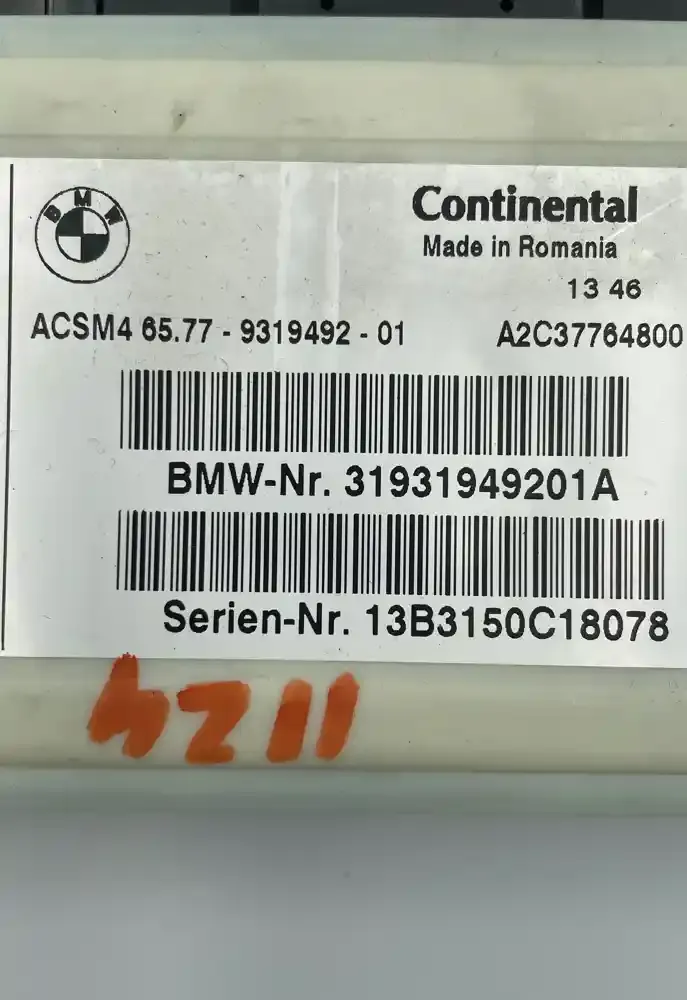 BMW
Continental
Made in Romania
13 46
ACSM4 65.77 - 9319492 - 01 A2C37764800
BMW-Nr. 31931949201A
Serien-Nr. 13B3150C18078
4211